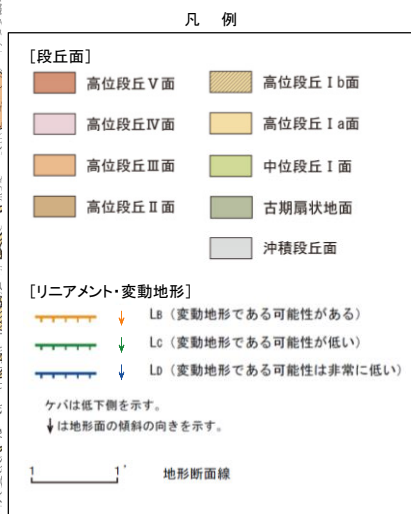 凡 例
[段丘面]
高位段丘Ⅴ面
高位段丘Ⅰb面
高位段丘Ⅳ面
高位段丘Ⅰa面
高位段丘Ⅲ面
中位段丘Ⅰ面
高位段丘Ⅱ面
古期扇状地面
沖積段丘面
[リニアメント・変動地形]
LB（変動地形である可能性がある）
LC（変動地形である可能性が低い）
LD（変動地形である可能性は非常に低い）
ケバは低下側を示す。
↓は地形面の傾斜の向きを示す。
1 1' 地形断面線